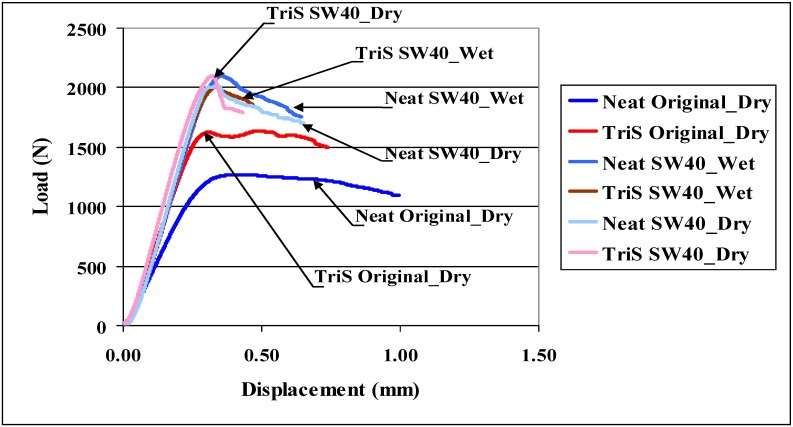 TriS SW40_Dry
TriS SW40_Wet
Neat SW40_Wet
Neat SW40_Dry
Neat Original_Dry
TriS Original_Dry
2500
2000
1500
1000
500
0
Load (N)
0.00 0.50 1.00 1.50
Displacement (mm)
Neat Original_Dry
TriS Original_Dry
Neat SW40_Wet
TriS SW40_Wet
Neat SW40_Dry
TriS SW40_Dry